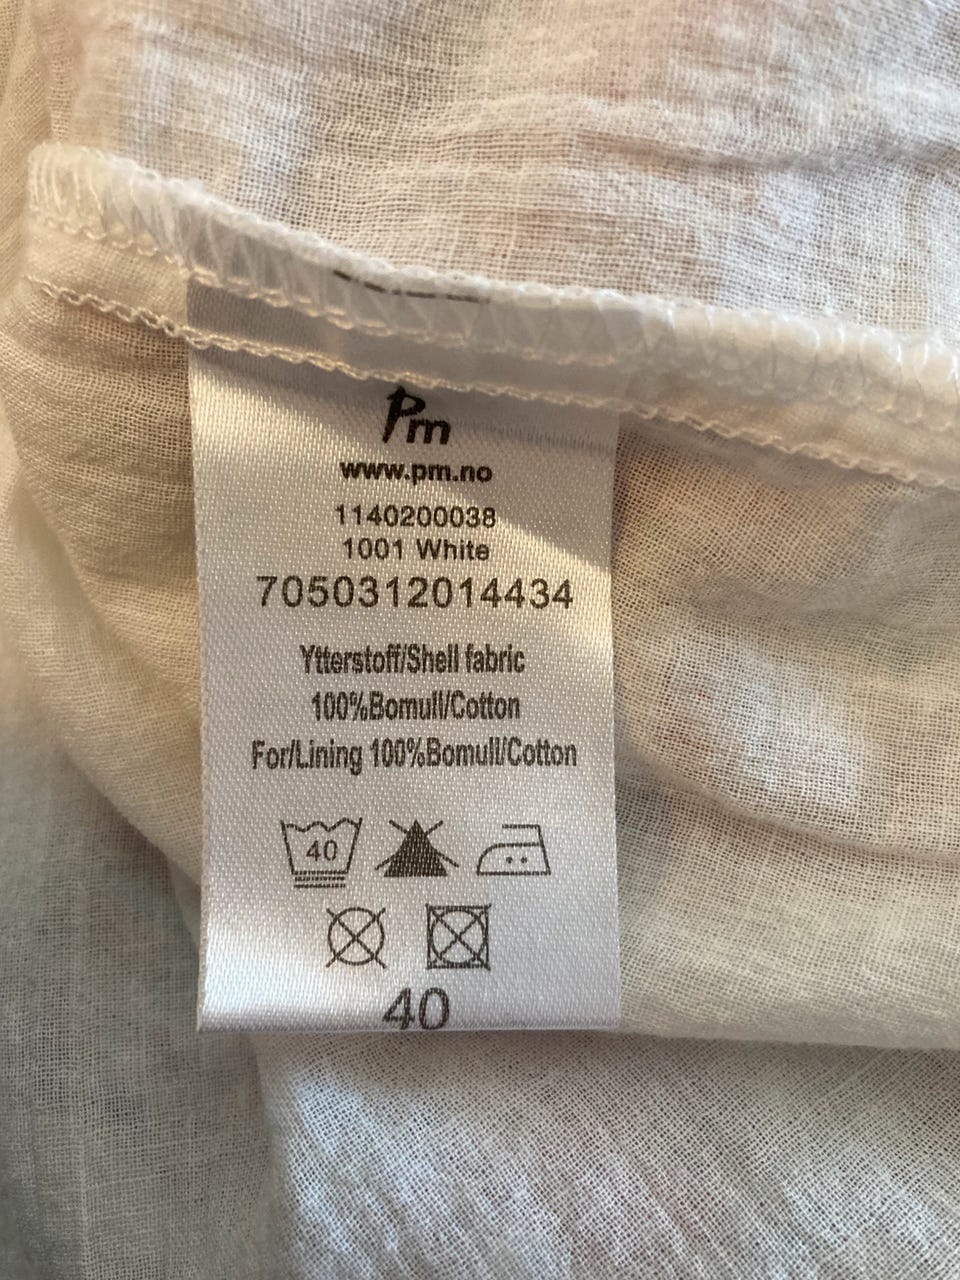 Pm
www.pm.no
1140200038
1001 White
7050312014434
Ytterstoff/Shell fabric
100%Bomull/Cotton
For/Lining 100%Bomull/Cotton
40
40